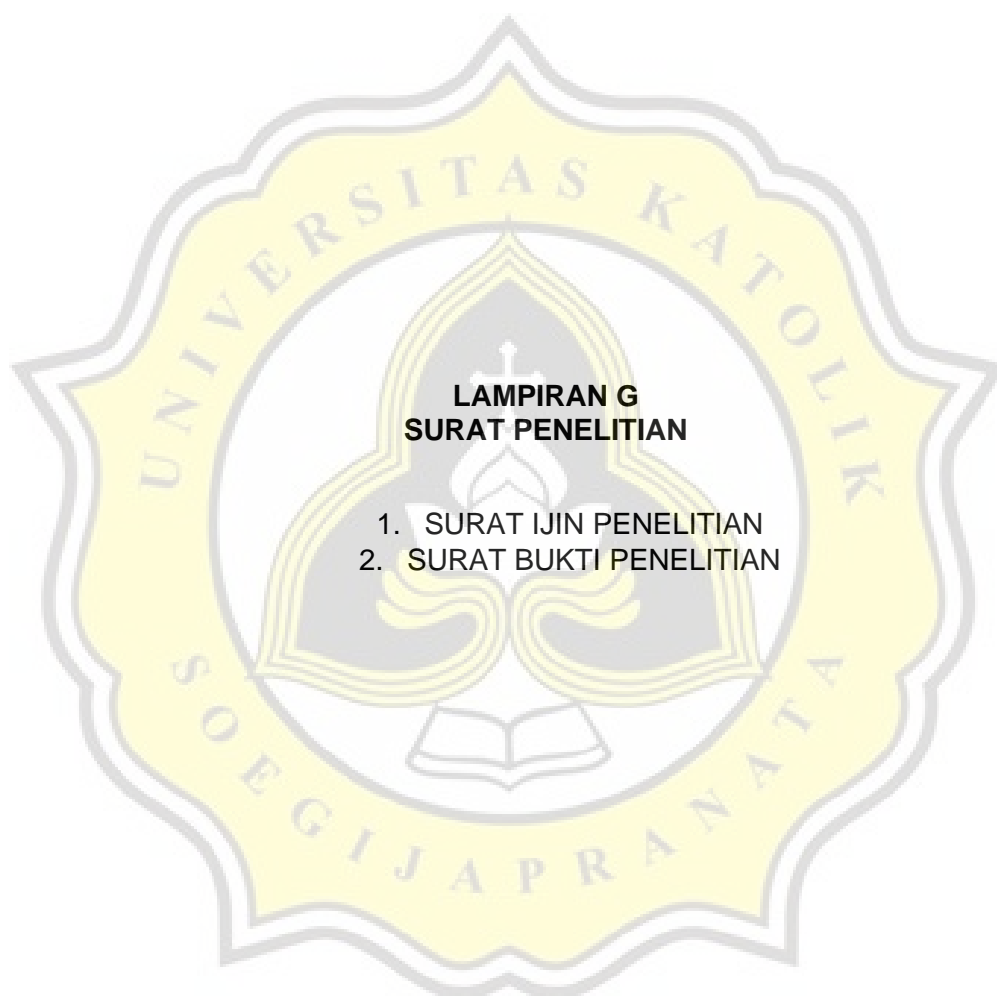 UNIVERSITAS KATOLIK
LAMPIRAN G
SURAT PENELITIAN
1. SURAT IJIN PENELITIAN
2. SURAT BUKTI PENELITIAN
SOEGIJAPRANATA